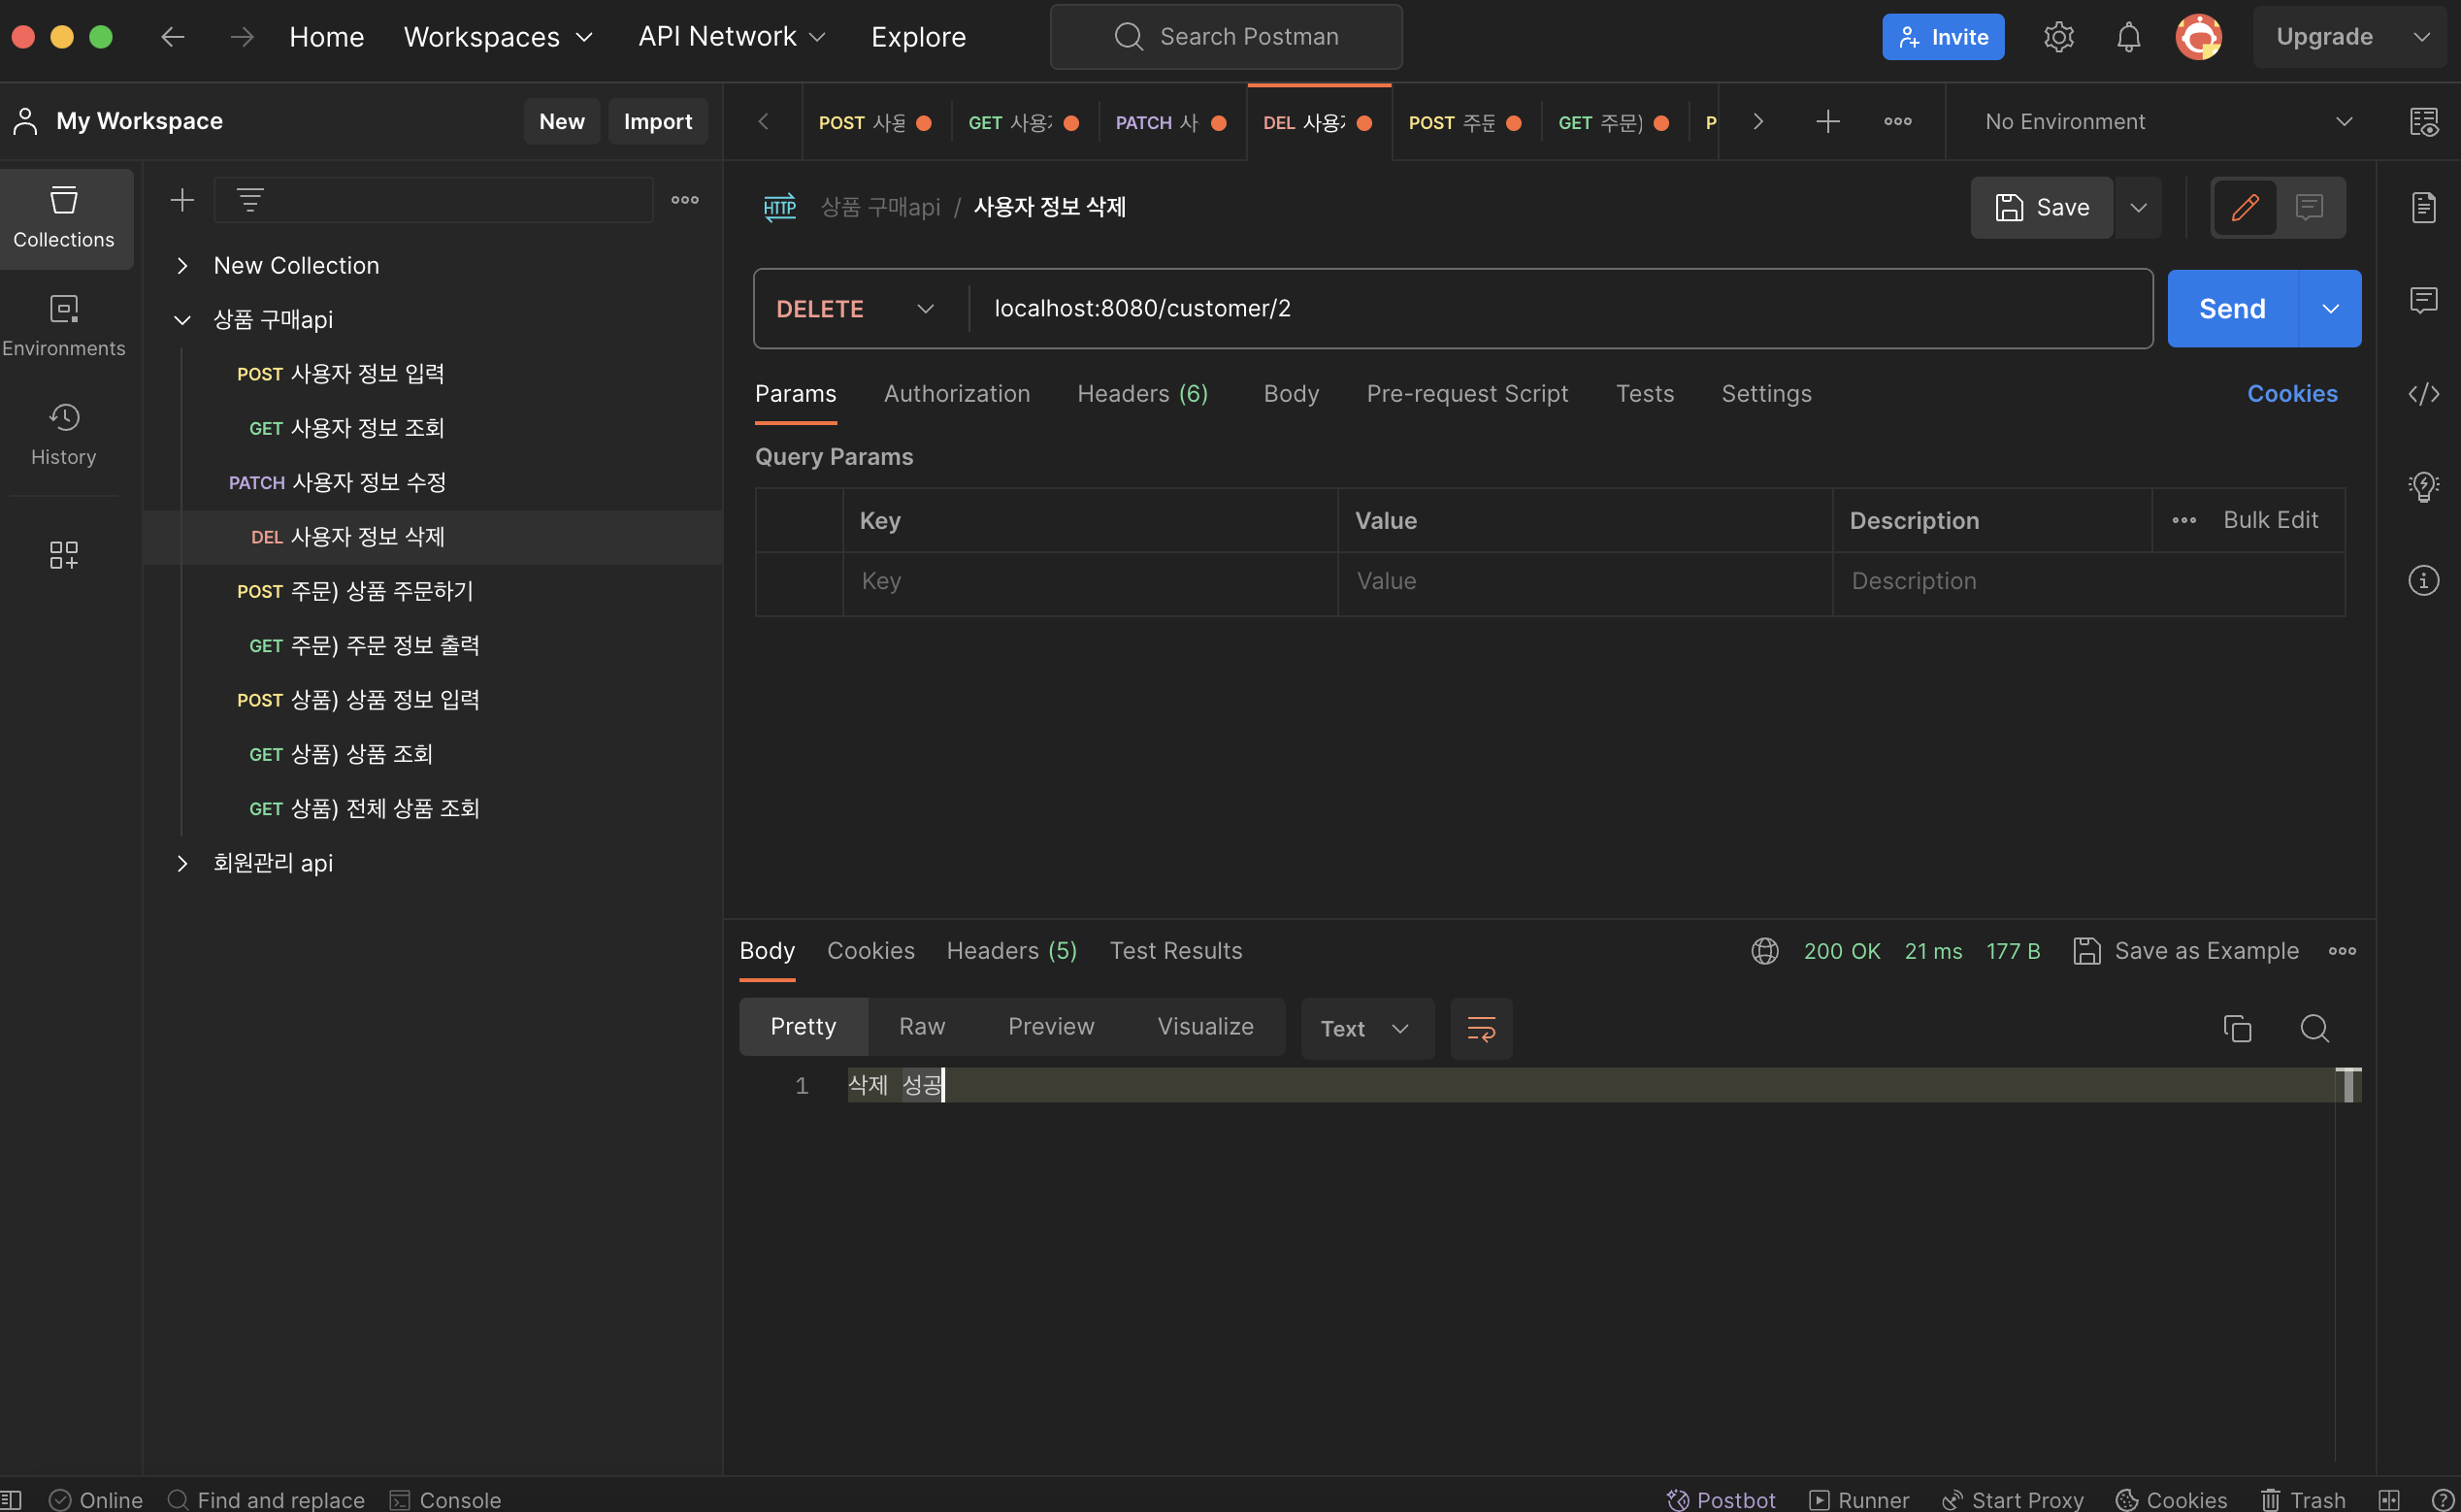 Home Workspaces API Network Explore Search Postman Invite Upgrade
My Workspace New Import
POST 사용 GET 사용 PATCH 사 DEL 사용 POST 주문 GET 주문) P No Environment
Collections
Environments
History
New Collection
상품 구매api
POST 사용자 정보 입력
GET 사용자 정보 조회
PATCH 사용자 정보 수정
DEL 사용자 정보 삭제
POST 주문) 상품 주문하기
GET 주문) 주문 정보 출력
POST 상품) 상품 정보 입력
GET 상품) 상품 조회
GET 상품) 전체 상품 조회
회원관리 api
HTTP 상품 구매api / 사용자 정보 삭제 Save
DELETE localhost:8080/customer/2 Send
Params Authorization Headers (6) Body Pre-request Script Tests Settings Cookies
Query Params
Key Value Description Bulk Edit
Key Value Description
Body Cookies Headers (5) Test Results 200 OK 21 ms 177 B Save as Example
Pretty Raw Preview Visualize Text
1 삭제 성공
Online Find and replace Console Postbot Runner Start Proxy Cookies Trash